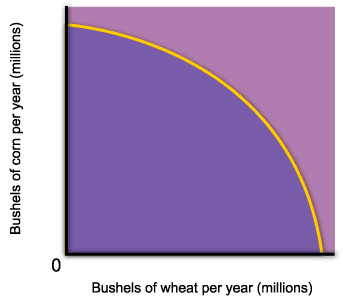 Bushels of corn per year (millions)
0
Bushels of wheat per year (millions)